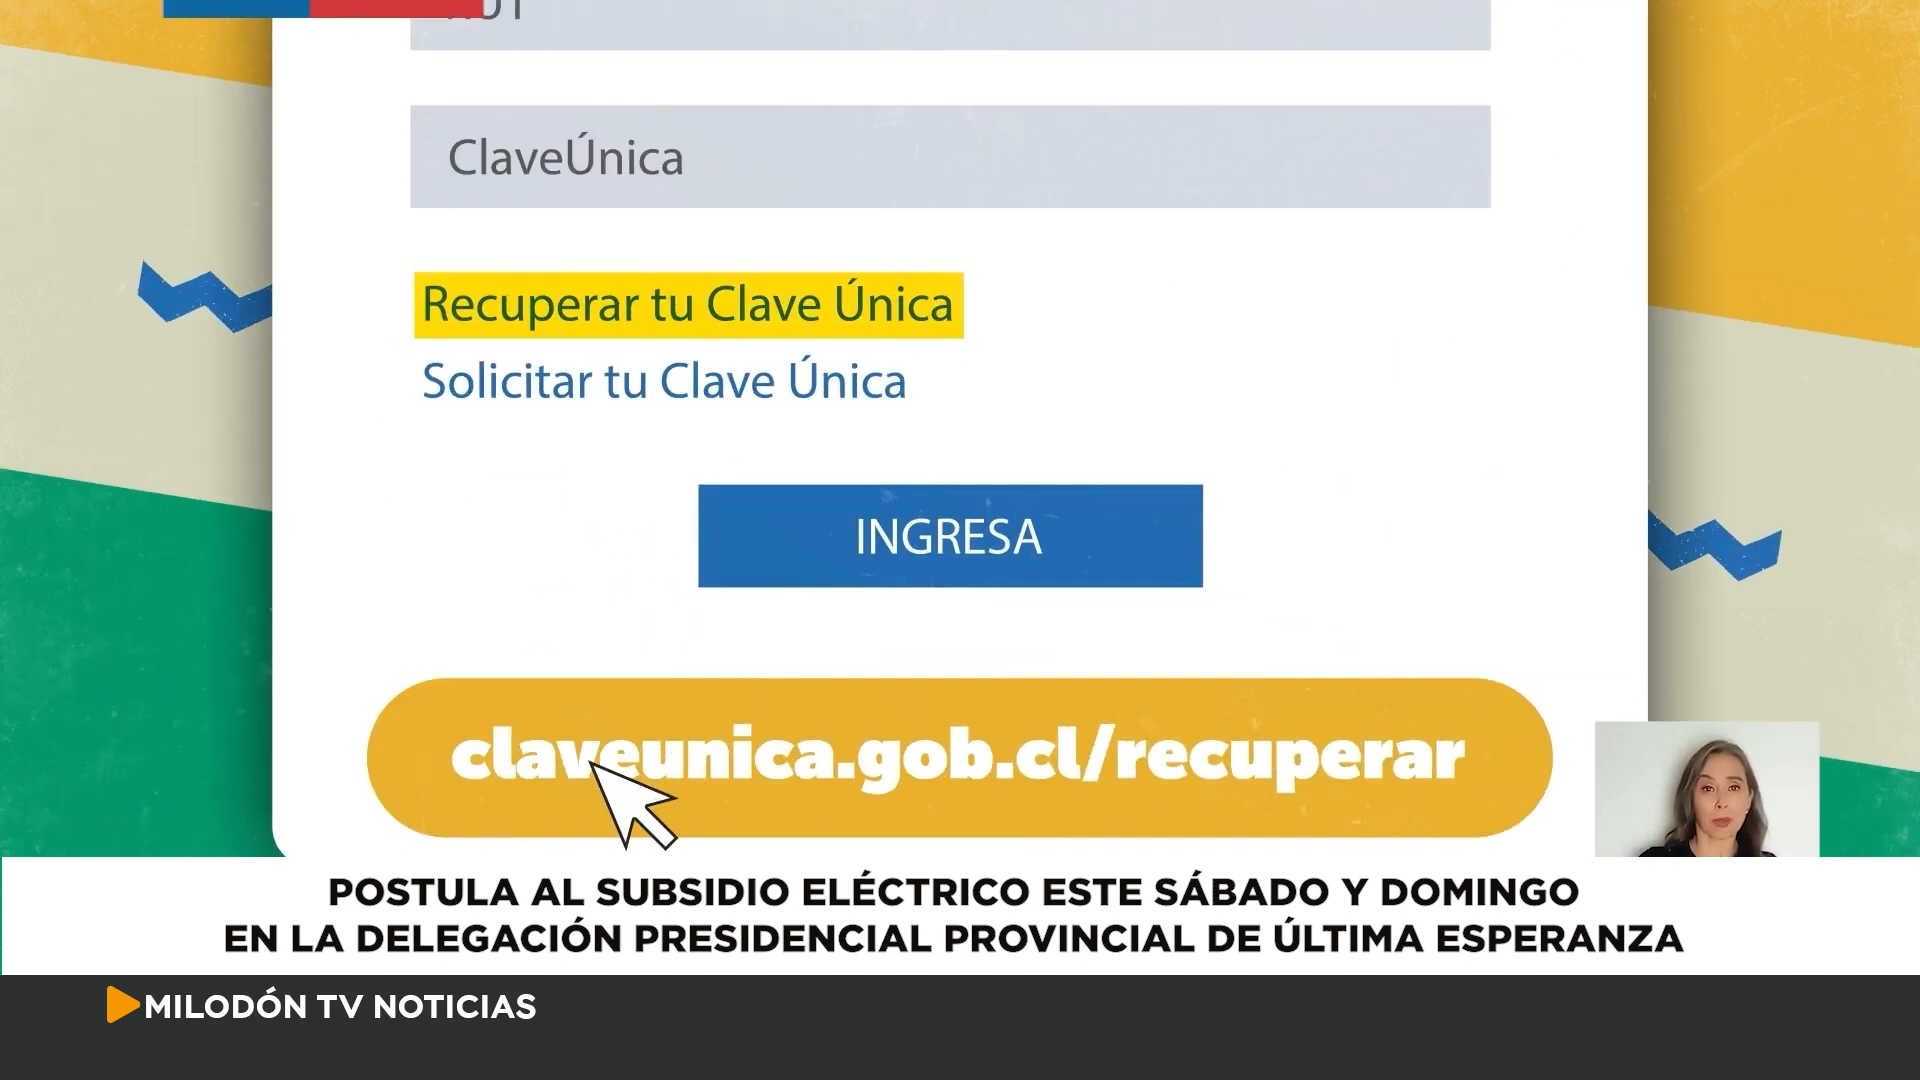 ClaveÚnica
Recuperar tu Clave Única
Solicitar tu Clave Única
INGRESA
claveunica.gob.cl/recuperar
POSTULA AL SUBSIDIO ELÉCTRICO ESTE SÁBADO Y DOMINGO
EN LA DELEGACIÓN PRESIDENCIAL PROVINCIAL DE ÚLTIMA ESPERANZA
MILODÓN TV NOTICIAS